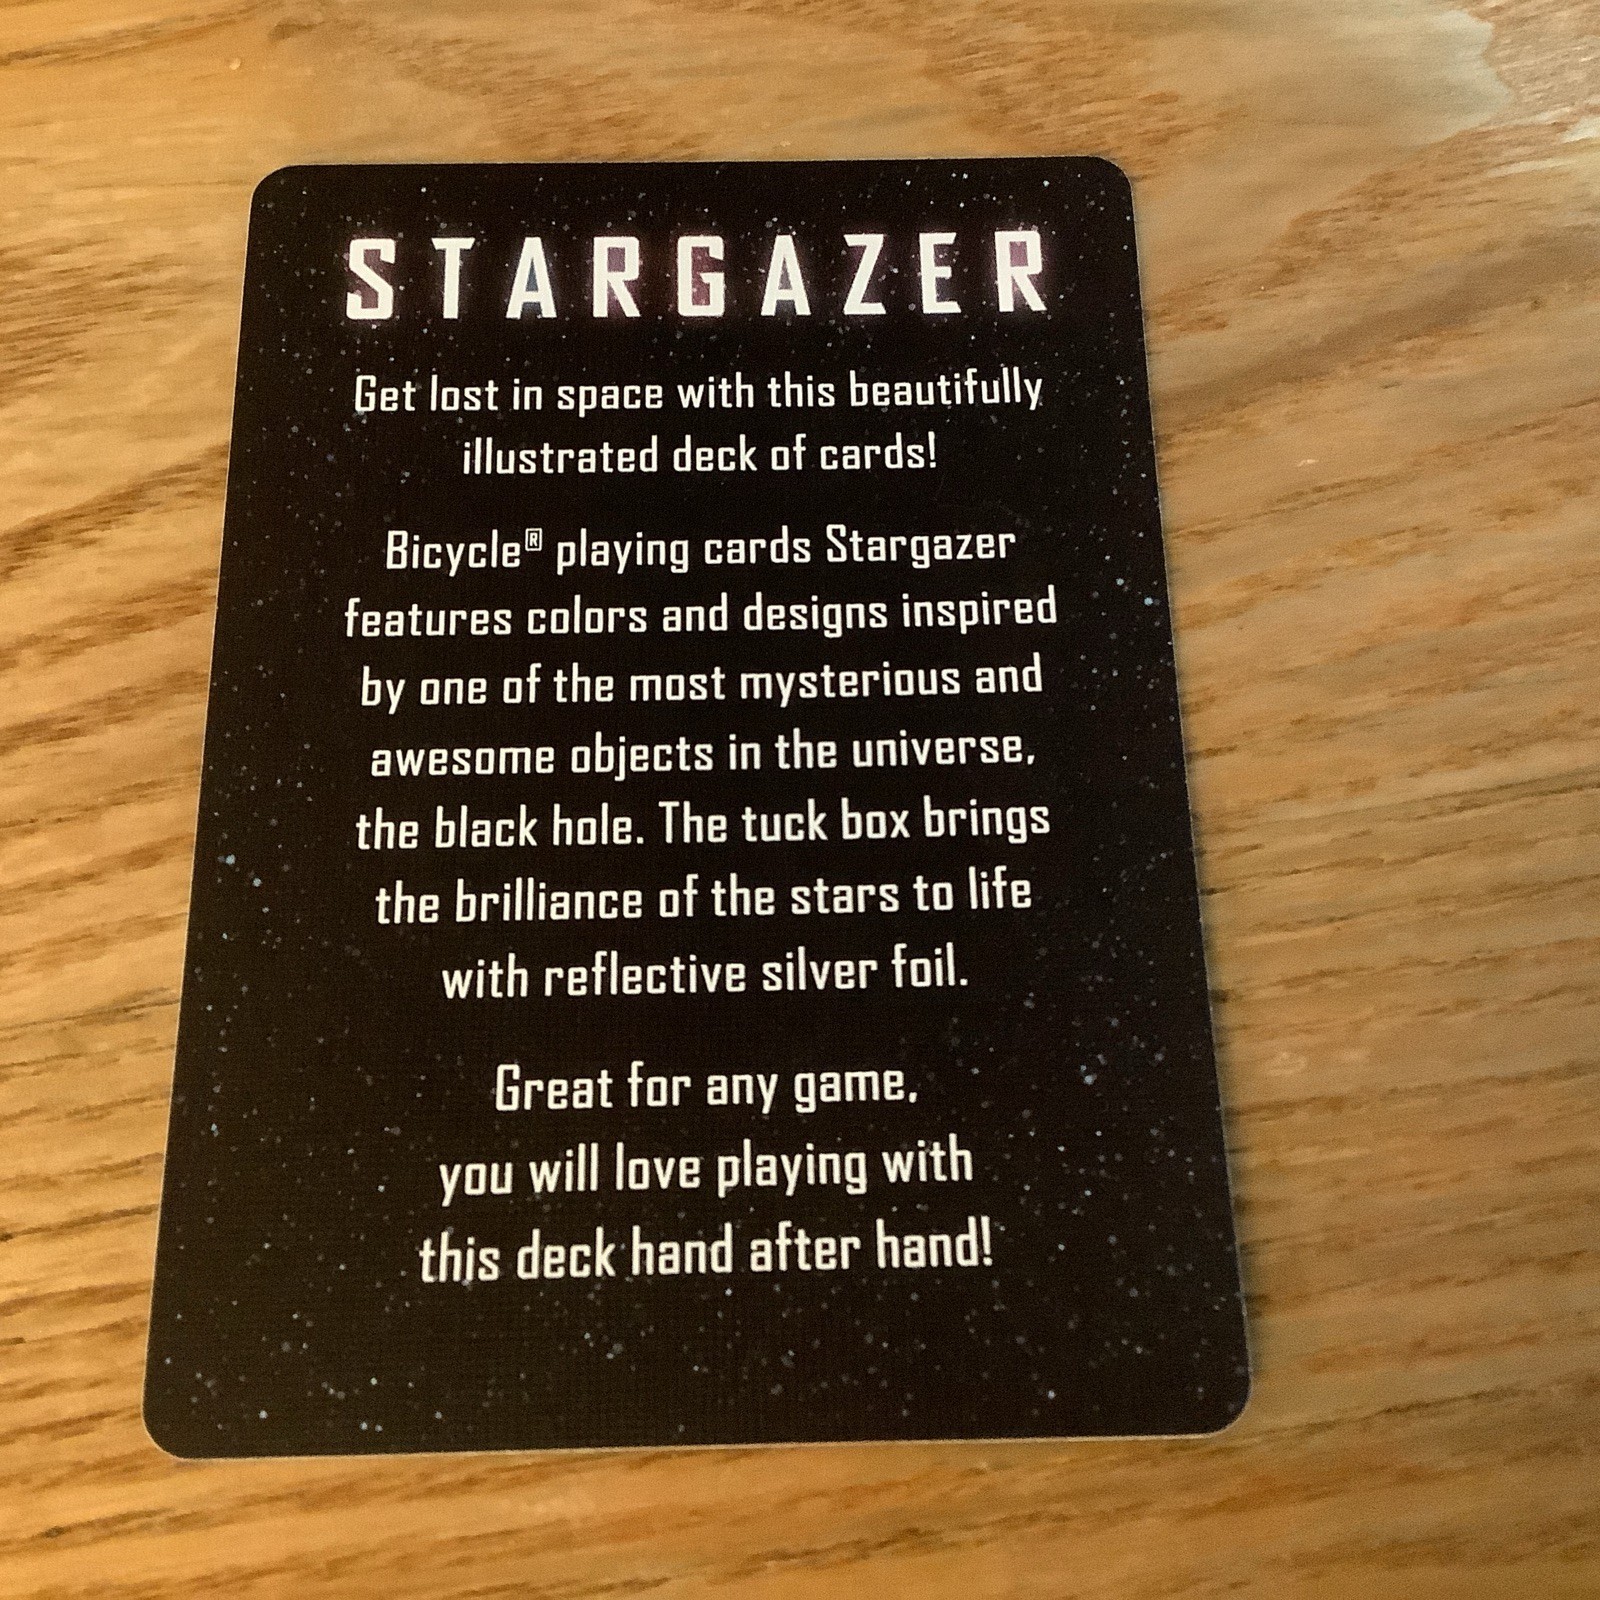 STARGAZER
Get lost in space with this beautifully
illustrated deck of cards!
Bicycle® playing cards Stargazer
features colors and designs inspired
by one of the most mysterious and
awesome objects in the universe,
the black hole. The tuck box brings
the brilliance of the stars to life
with reflective silver foil.
Great for any game,
you will love playing with
this deck hand after hand!